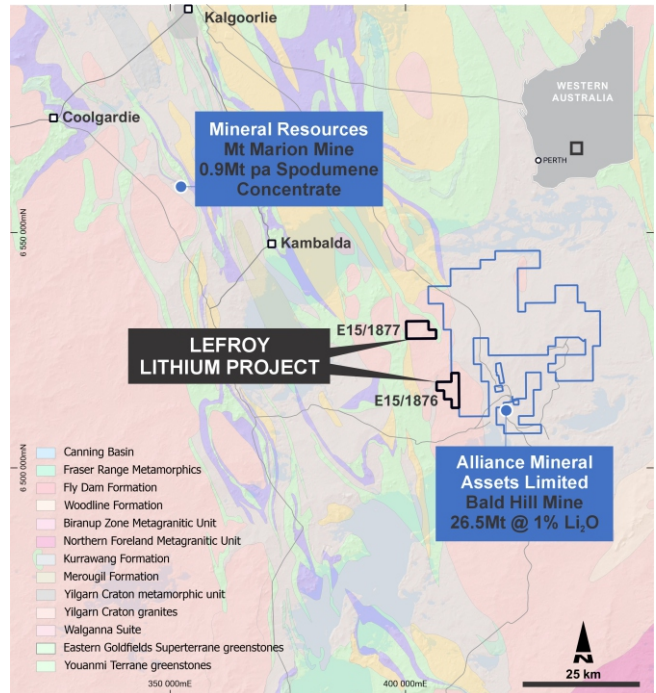 Kalgoorlie
Coolgardie
WESTERN
AUSTRALIA
PERTH
Mineral Resources
Mt Marion Mine
0.9Mt pa Spodumene
Concentrate
6 550 000mN
Kambalda
E15/1877
LEFROY
LITHIUM PROJECT
E15/1876
Alliance Mineral
Assets Limited
Bald Hill Mine
26.5Mt @ 1% Li₂O
6 500 000mN
Canning Basin
Fraser Range Metamorphics
Fly Dam Formation
Woodline Formation
Biranup Zone Metagranitic Unit
Northern Foreland Metagranitic Unit
Kurrawang Formation
Merougil Formation
Yilgarn Craton metamorphic unit
Yilgarn Craton granites
Walganna Suite
Eastern Goldfields Superterrane greenstones
Youanmi Terrane greenstones
N
25 km
350 000mE
400 000mE